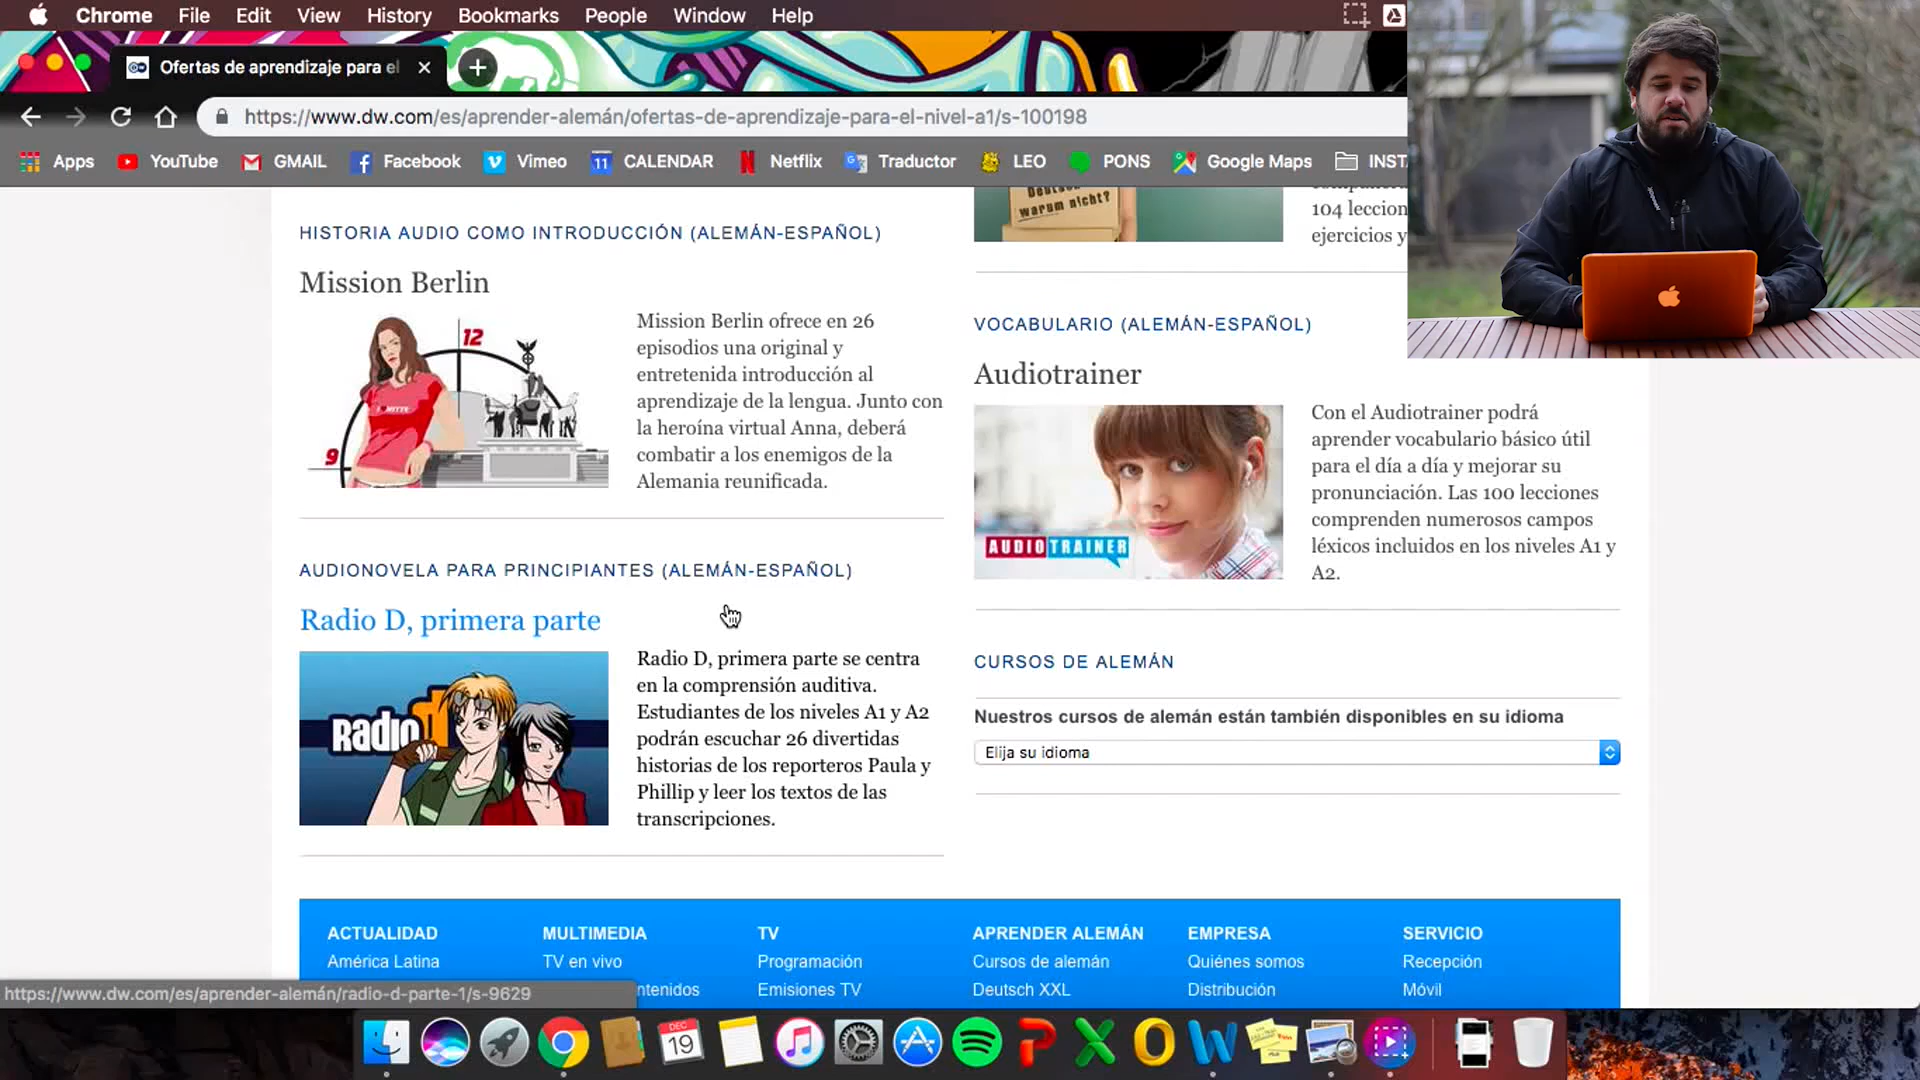 Chrome File Edit View History Bookmarks People Window Help
Ofertas de aprendizaje para el
https://www.dw.com/es/aprender-alemán/ofertas-de-aprendizaje-para-el-nivel-a1/s-100198
Apps YouTube GMAIL Facebook Vimeo 11 CALENDAR Netflix Traductor LEO PONS Google Maps INST
HISTORIA AUDIO COMO INTRODUCCIÓN (ALEMÁN-ESPAÑOL)
Mission Berlin
12
9
Mission Berlin ofrece en 26
episodios una original y
entretenida introducción al
aprendizaje de la lengua. Junto con
la heroína virtual Anna, deberá
combatir a los enemigos de la
Alemania reunificada.
AUDIONOVELA PARA PRINCIPIANTES (ALEMÁN-ESPAÑOL)
Radio D, primera parte
Radio d
Radio D, primera parte se centra
en la comprensión auditiva.
Estudiantes de los niveles A1 y A2
podrán escuchar 26 divertidas
historias de los reporteros Paula y
Phillip y leer los textos de las
transcripciones.
warum nicht?
104 leccion
ejercicios y
VOCABULARIO (ALEMÁN-ESPAÑOL)
Audiotrainer
AUDIO TRAINER
Con el Audiotrainer podrá
aprender vocabulario básico útil
para el día a día y mejorar su
pronunciación. Las 100 lecciones
comprenden numerosos campos
léxicos incluidos en los niveles A1 y
A2.
CURSOS DE ALEMÁN
Nuestros cursos de alemán están también disponibles en su idioma
Elija su idioma
ACTUALIDAD MULTIMEDIA TV APRENDER ALEMÁN EMPRESA SERVICIO
América Latina TV en vivo Programación Cursos de alemán Quiénes somos Recepción
ntenidos Emisiones TV Deutsch XXL Distribución Móvil
https://www.dw.com/es/aprender-alemán/radio-d-parte-1/s-9629
DEC
19